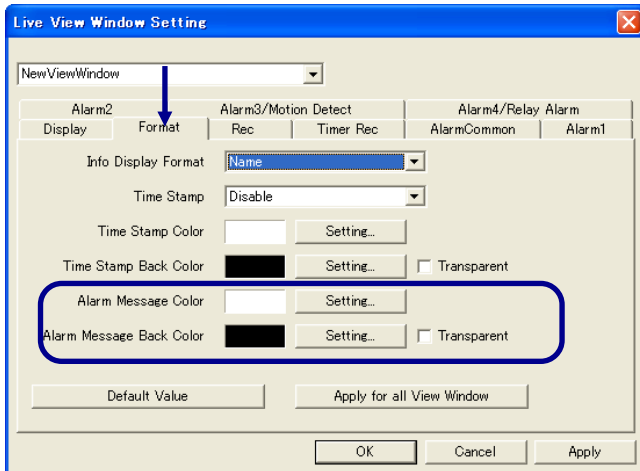 Live View Window Setting
NewViewWindow
Alarm2 Alarm3/Motion Detect Alarm4/Relay Alarm
Display Format Rec Timer Rec AlarmCommon Alarm1
Info Display Format Name
Time Stamp Disable
Time Stamp Color Setting...
Time Stamp Back Color Setting... Transparent
Alarm Message Color Setting...
Alarm Message Back Color Setting... Transparent
Default Value Apply for all View Window
OK Cancel Apply